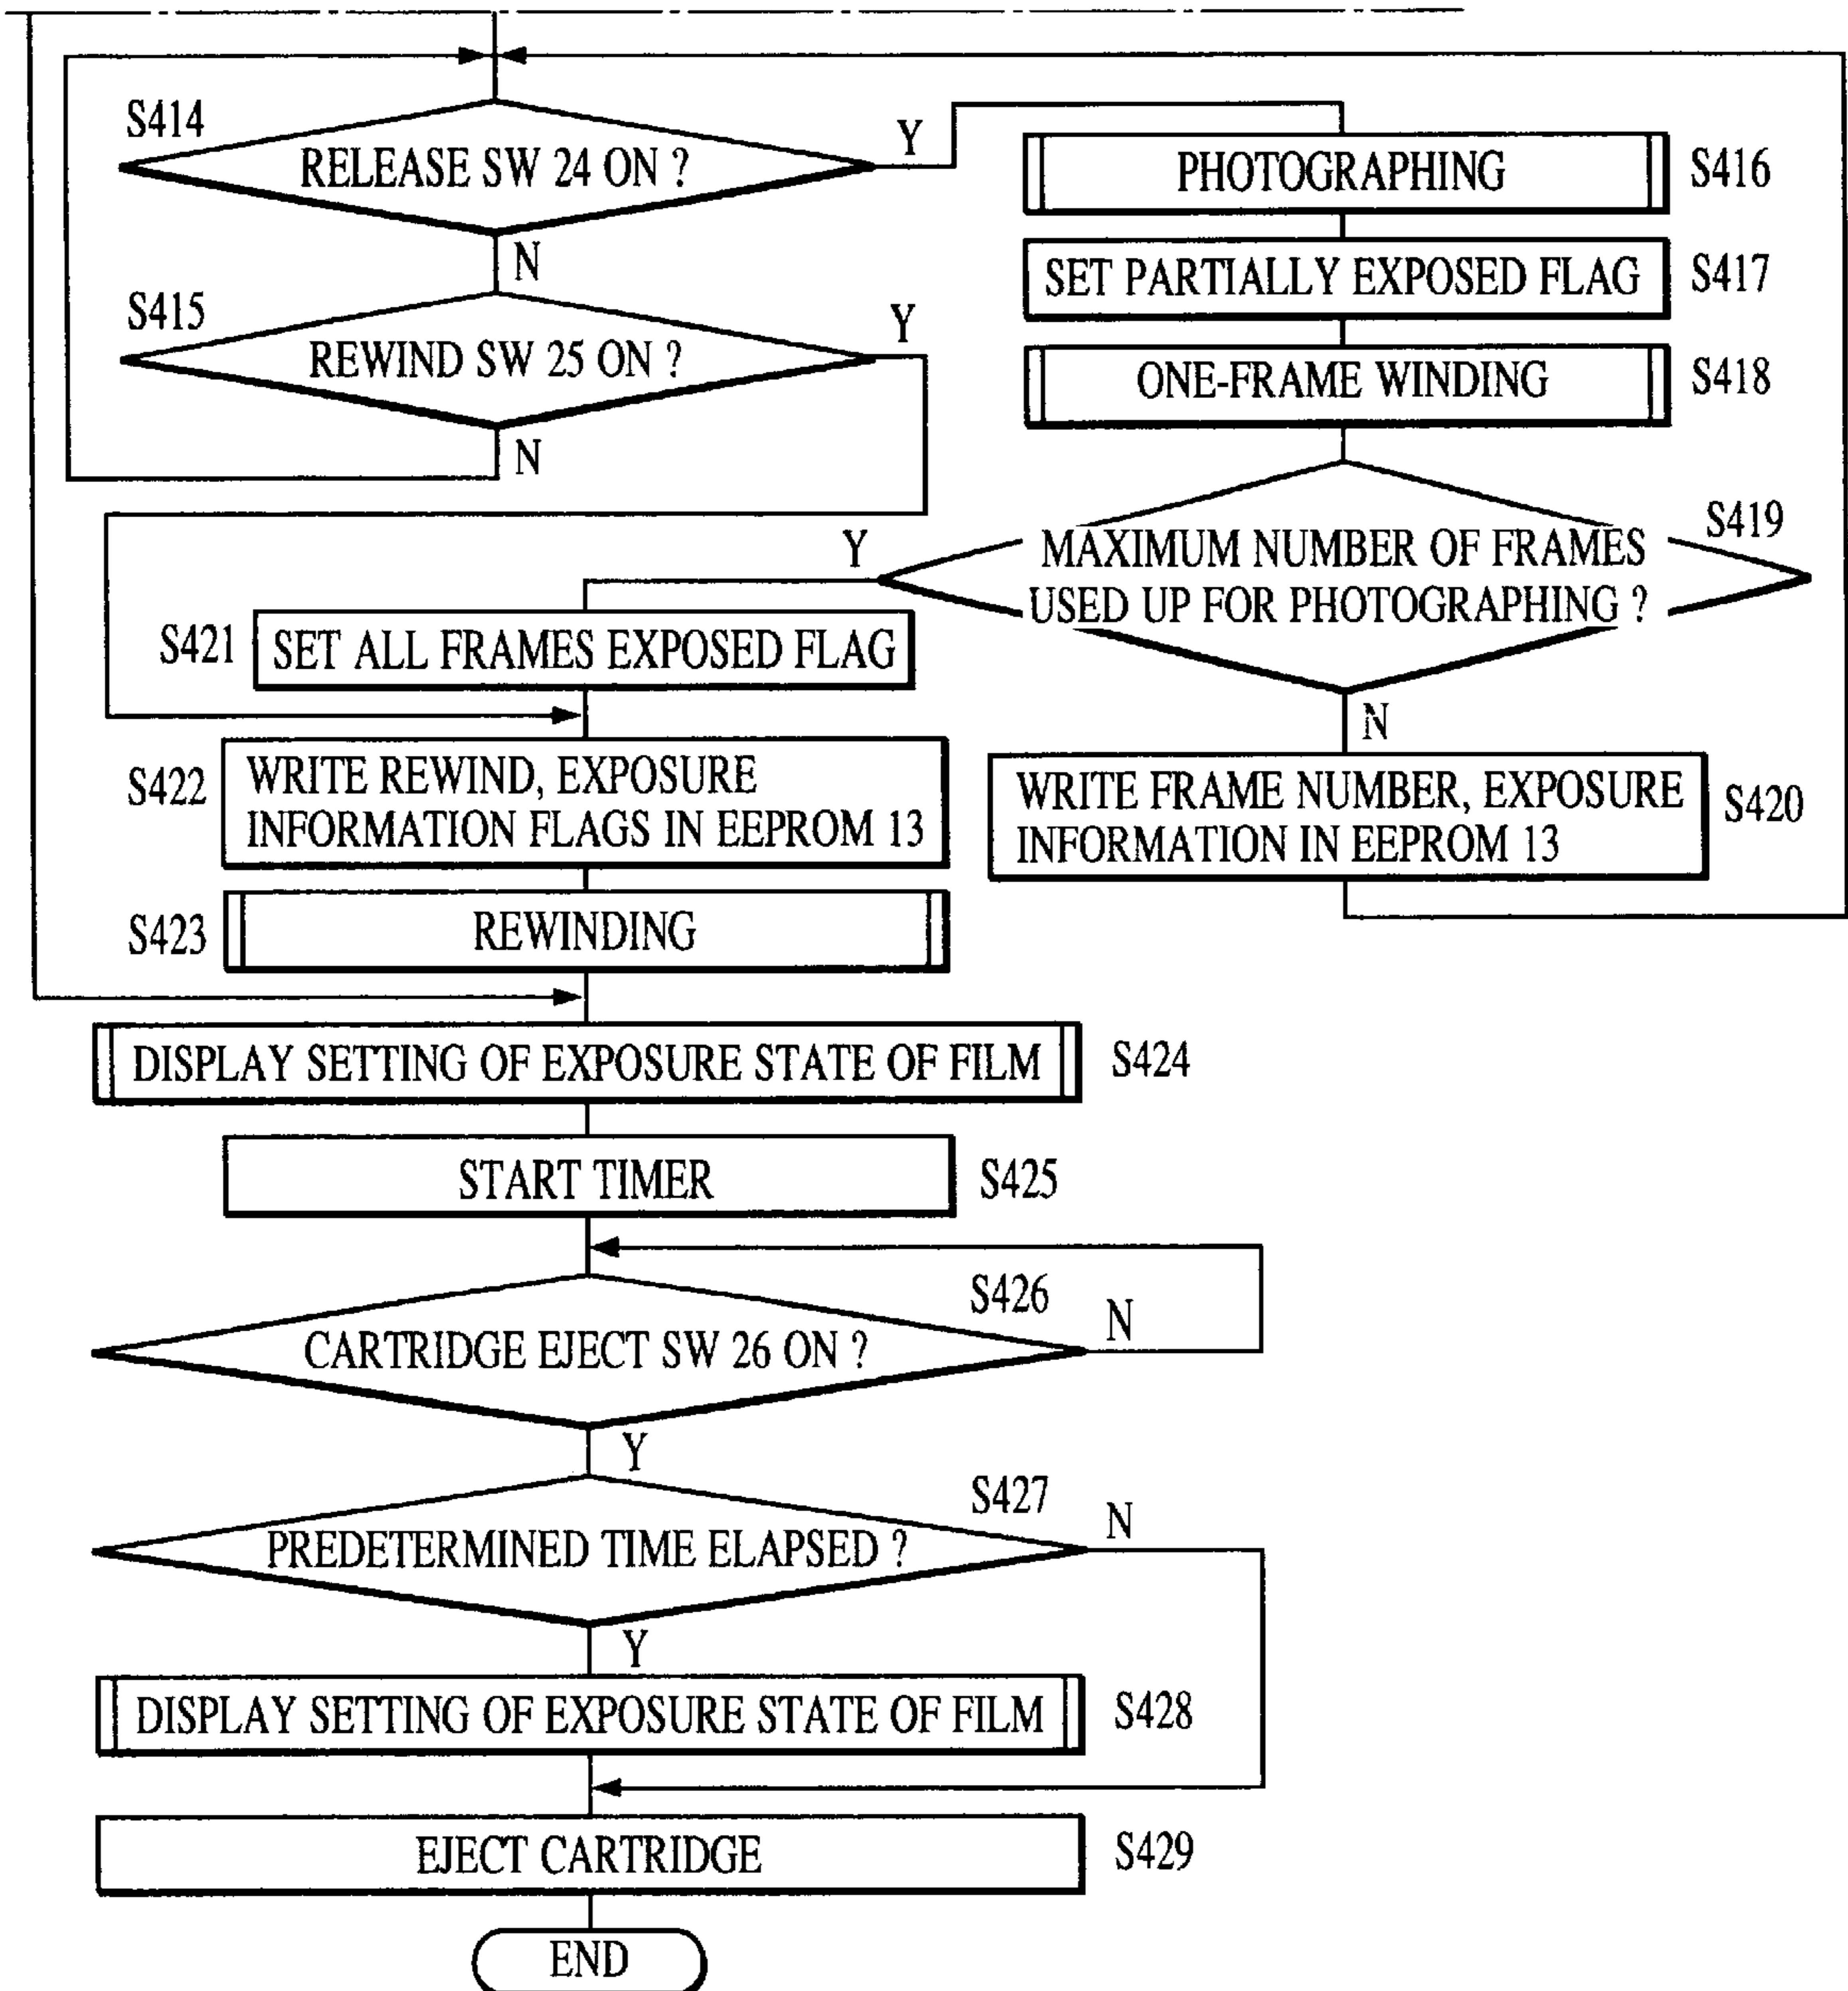 S414
RELEASE SW 24 ON ?
Y
N
PHOTOGRAPHING
S416
SET PARTIALLY EXPOSED FLAG
S417
S415
REWIND SW 25 ON ?
Y
N
ONE-FRAME WINDING
S418
S419
MAXIMUM NUMBER OF FRAMES
USED UP FOR PHOTOGRAPHING ?
Y
N
S421
SET ALL FRAMES EXPOSED FLAG
S422
WRITE REWIND, EXPOSURE
INFORMATION FLAGS IN EEPROM 13
WRITE FRAME NUMBER, EXPOSURE
INFORMATION IN EEPROM 13
S420
S423
REWINDING
DISPLAY SETTING OF EXPOSURE STATE OF FILM
S424
START TIMER
S425
S426
CARTRIDGE EJECT SW 26 ON ?
N
Y
S427
PREDETERMINED TIME ELAPSED ?
N
Y
DISPLAY SETTING OF EXPOSURE STATE OF FILM
S428
EJECT CARTRIDGE
S429
END